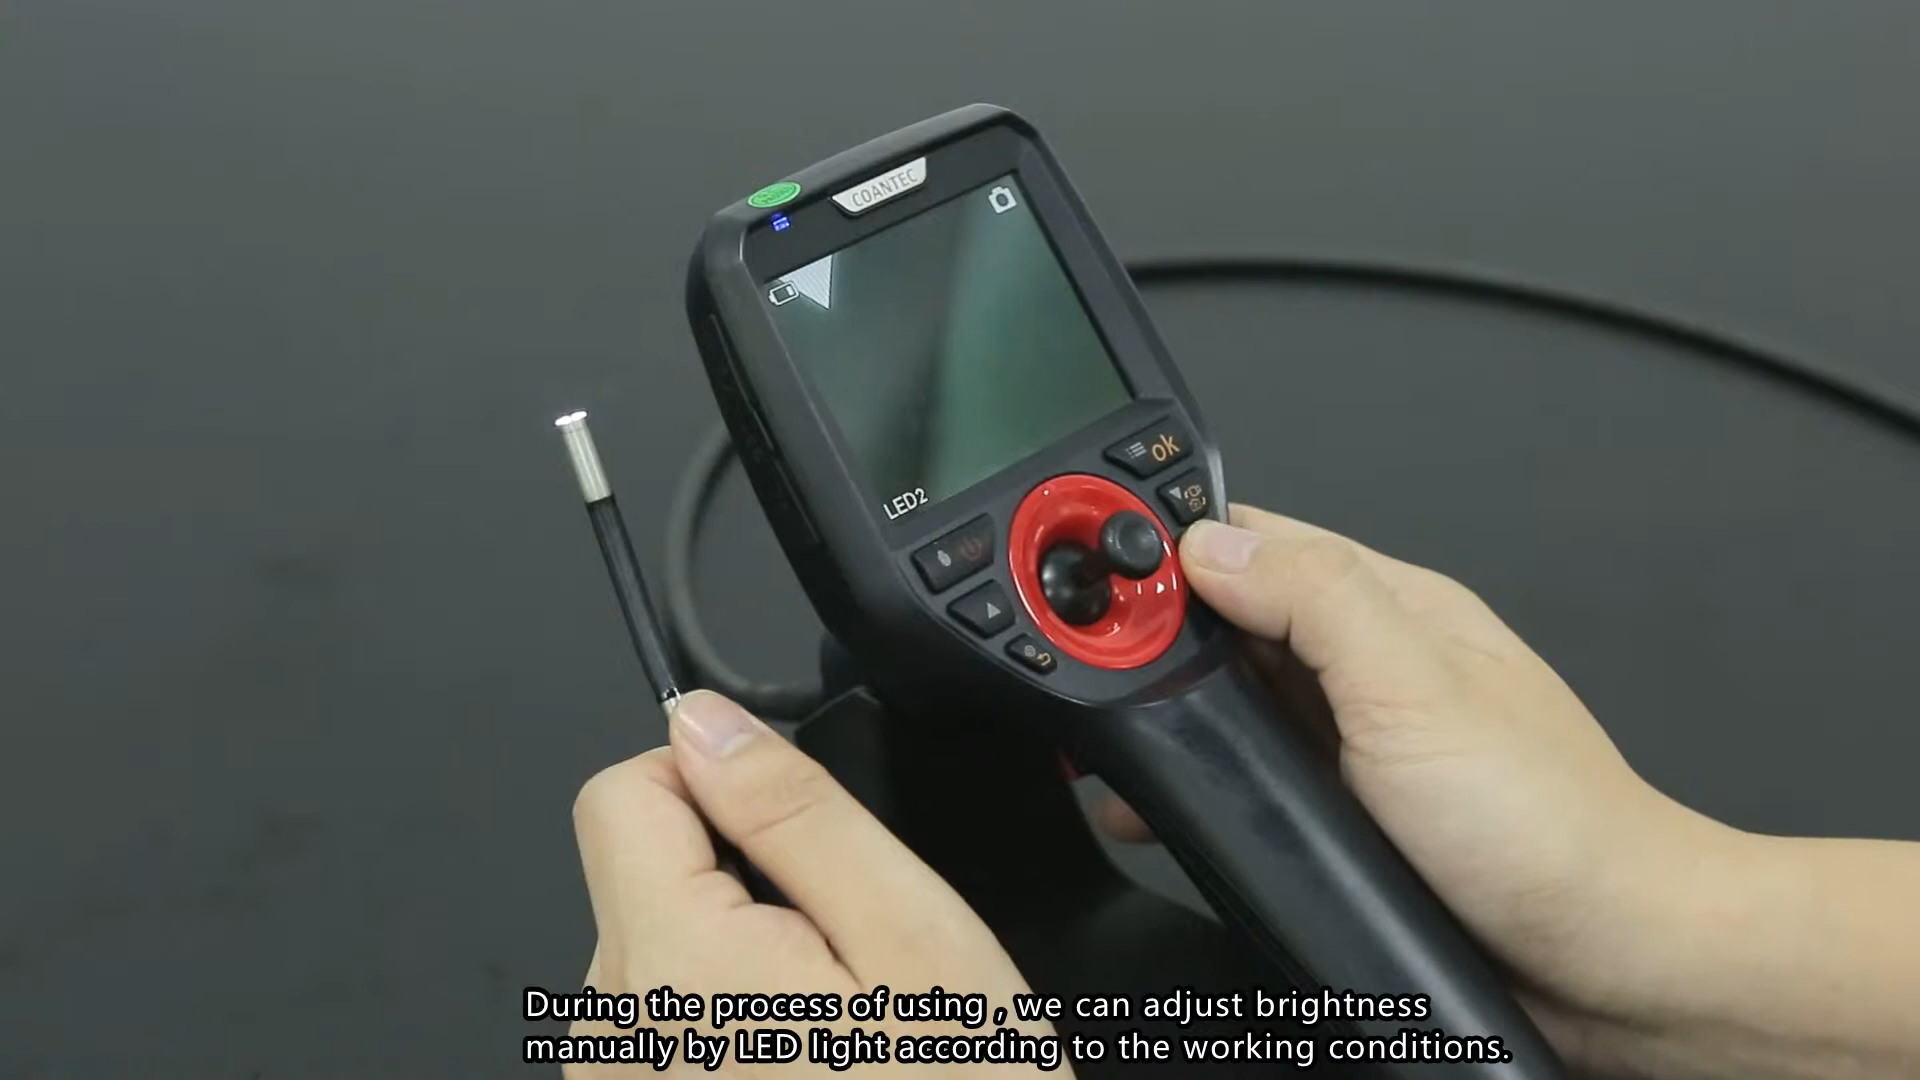 COANTEC
LED2
ok
During the process of using , we can adjust brightness
manually by LED light according to the working conditions.